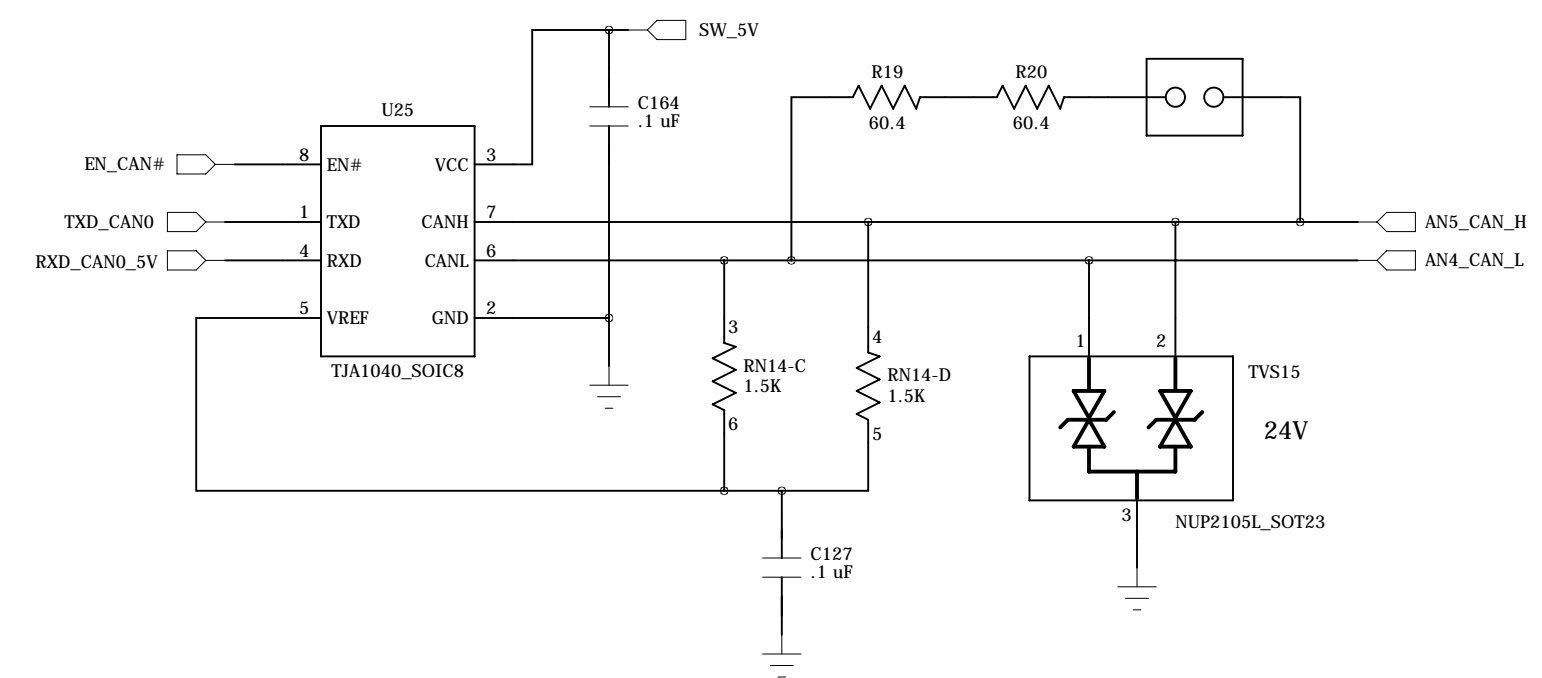 SW_5V
R19
R20
C164
.1 uF
60.4
60.4
U25
EN_CAN#
8
EN#
VCC
3
TXD_CAN0
1
TXD
CANH
7
AN5_CAN_H
RXD_CAN0_5V
4
RXD
CANL
6
AN4_CAN_L
5
VREF
GND
2
TJA1040_SOIC8
3
RN14-C
1.5K
6
4
RN14-D
1.5K
5
1
2
TVS15
24V
3
NUP2105L_SOT23
C127
.1 uF